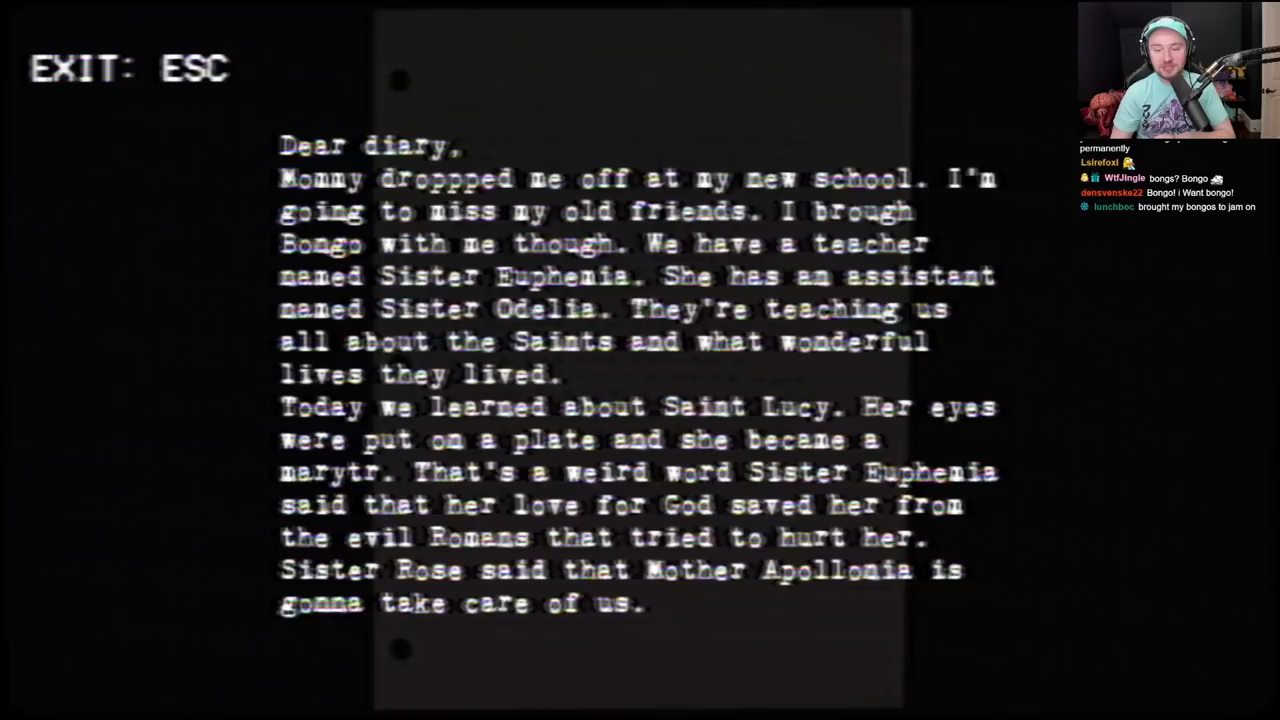 EXIT: ESC
Dear diary.
Mommy droppped me off at my new school. I'm
going to miss my old friends. I brough
Bongo with me though. We have a teacher
named Sister Euphemia. She has an assistant
named Sister Odelia. They're teaching us
all about the Saints and what wonderful
lives they lived.
Today we learned about Saint Lucy. Her eyes
were put on a plate and she became a
marytr. That's a weird word Sister Euphemia
said that her love for God saved her from
the evil Romans that tried to hurt her.
Sister Rose said that Mother Apollonia is
gonna take care of us.
permanently
Lsirefoxl
WtfJingle bongs? Bongo
densvenske22 Bongo! i Want bongo!
lunchboc brought my bongos to jam on